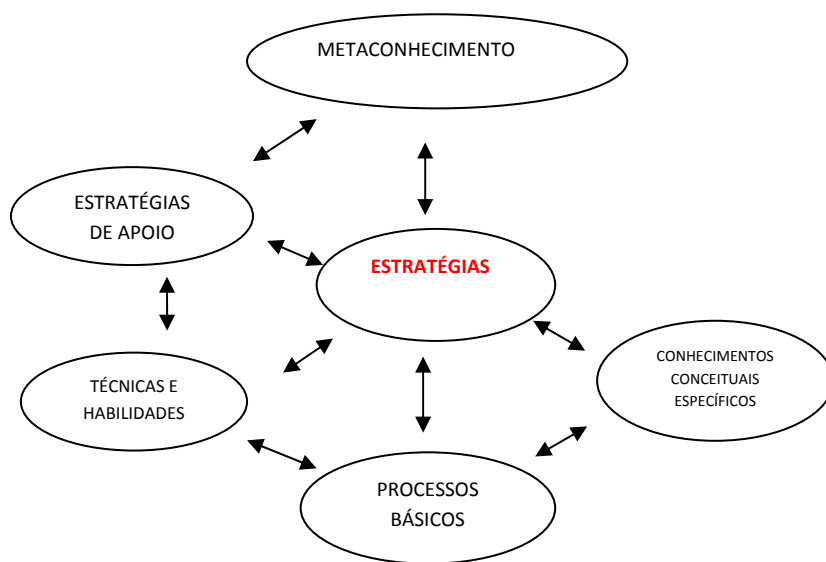 METACONHECIMENTO
ESTRATÉGIAS
DE APOIO
ESTRATÉGIAS
TÉCNICAS E
HABILIDADES
CONHECIMENTOS
CONCEITUAIS
ESPECÍFICOS
PROCESSOS
BÁSICOS